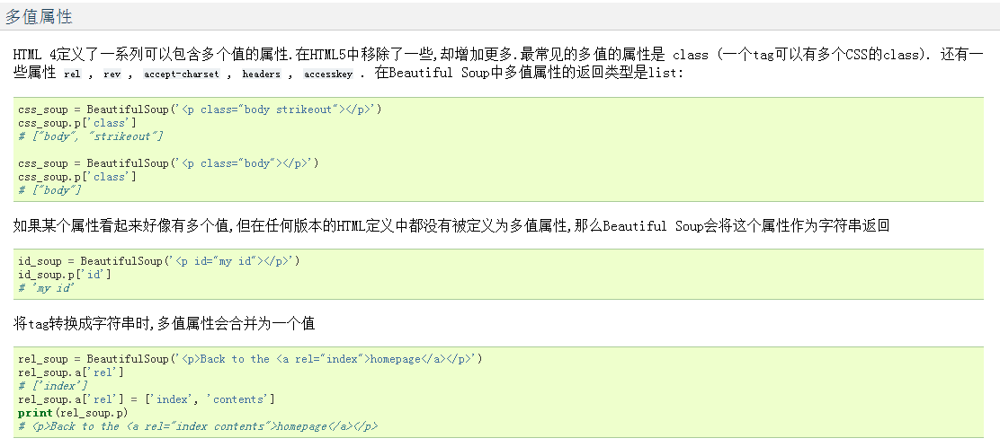 多值属性
HTML 4定义了一系列可以包含多个值的属性.在HTML5中移除了一些,却增加更多.最常见的多值的属性是 class (一个tag可以有多个CSS的class). 还有一
些属性 rel , rev , accept-charset , headers , accesskey . 在Beautiful Soup中多值属性的返回类型是list:
css_soup = BeautifulSoup('<p class="body strikeout"></p>')
css_soup.p['class']
# ["body", "strikeout"]
css_soup = BeautifulSoup('<p class="body"></p>')
css_soup.p['class']
# ["body"]
如果某个属性看起来好像有多个值,但在任何版本的HTML定义中都没有被定义为多值属性,那么Beautiful Soup会将这个属性作为字符串返回
id_soup = BeautifulSoup('<p id="my id"></p>')
id_soup.p['id']
# 'my id'
将tag转换成字符串时,多值属性会合并为一个值
rel_soup = BeautifulSoup('<p>Back to the <a rel="index">homepage</a></p>')
rel_soup.a['rel']
# ['index']
rel_soup.a['rel'] = ['index', 'contents']
print(rel_soup.p)
# <p>Back to the <a rel="index contents">homepage</a></p>